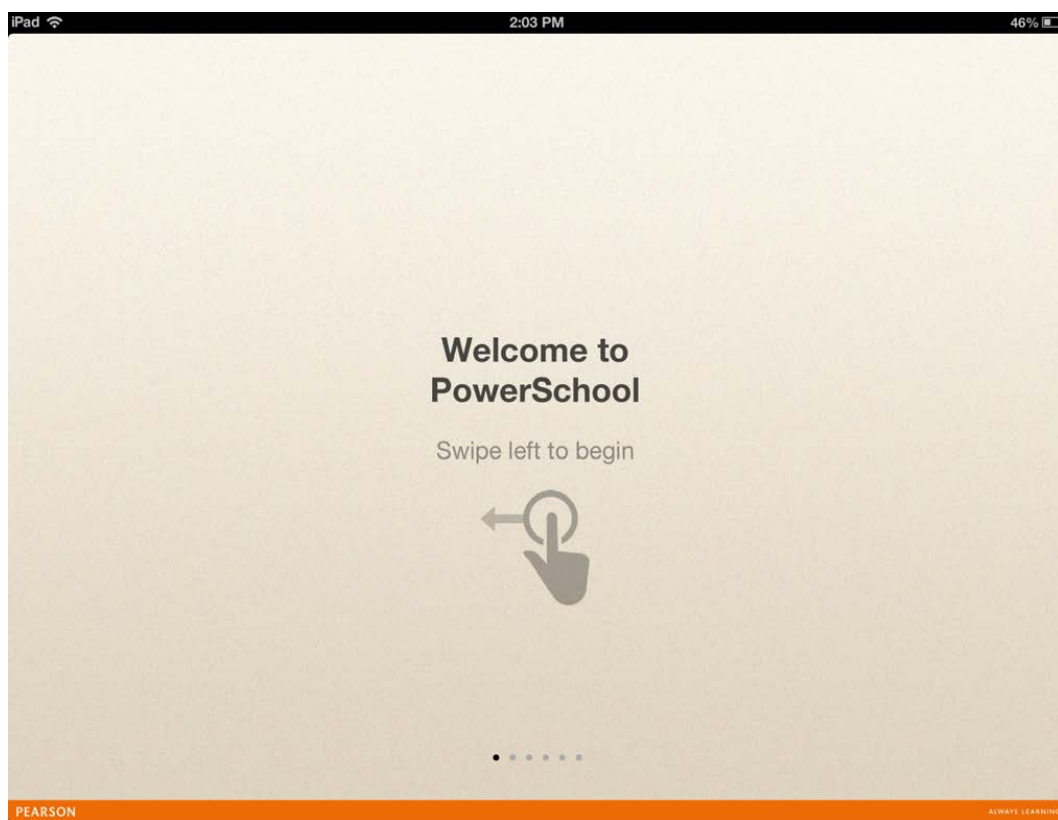 iPad 2:03 PM 46%
Welcome to
PowerSchool
Swipe left to begin
PEARSON ALWAYS LEARNING